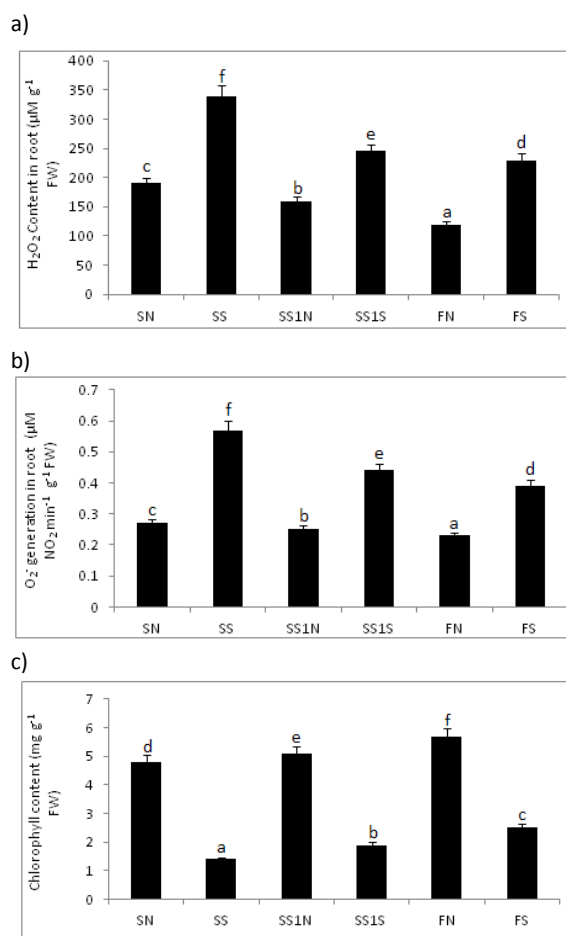 a)
H₂O₂ Content in root (µM g⁻¹
FW)
400
350
300
250
200
150
100
50
0
c
f
b
e
a
d
SN
SS
SS1N
SS1S
FN
FS
b)
O₂⁻ generation in root (µM
NO₂ min⁻¹ g⁻¹ FW)
0.7
0.6
0.5
0.4
0.3
0.2
0.1
0
c
f
b
e
a
d
SN
SS
SS1N
SS1S
FN
FS
c)
Chlorophyll content (mg g⁻¹
FW)
7
6
5
4
3
2
1
0
d
a
e
b
f
c
SN
SS
SS1N
SS1S
FN
FS